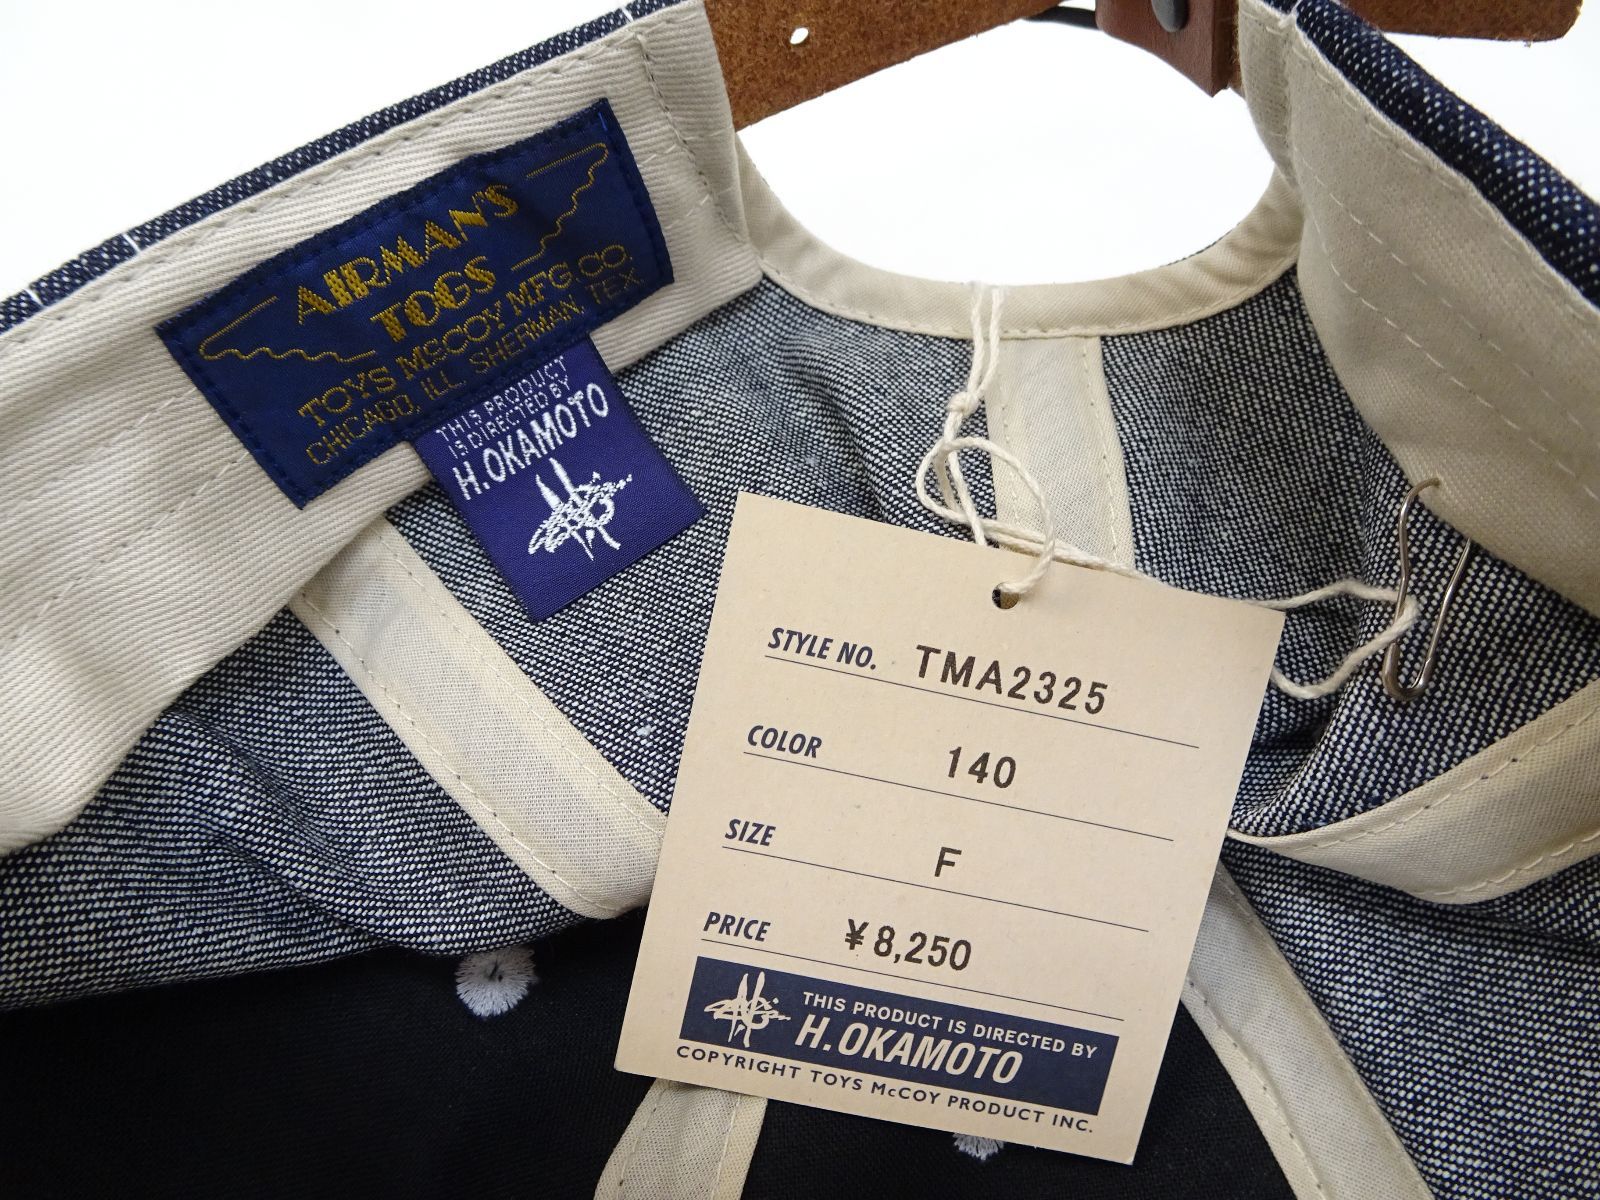 AIRMAN'S
TOGS
TOYS McCOY MFG. CO.
CHICAGO, ILL. SHERMAN, TEX.
THIS PRODUCT
IS DIRECTED BY
H.OKAMOTO
STYLE NO. TMA2325
COLOR 140
SIZE F
PRICE ¥8,250
THIS PRODUCT IS DIRECTED BY
H.OKAMOTO
COPYRIGHT TOYS McCOY PRODUCT INC.